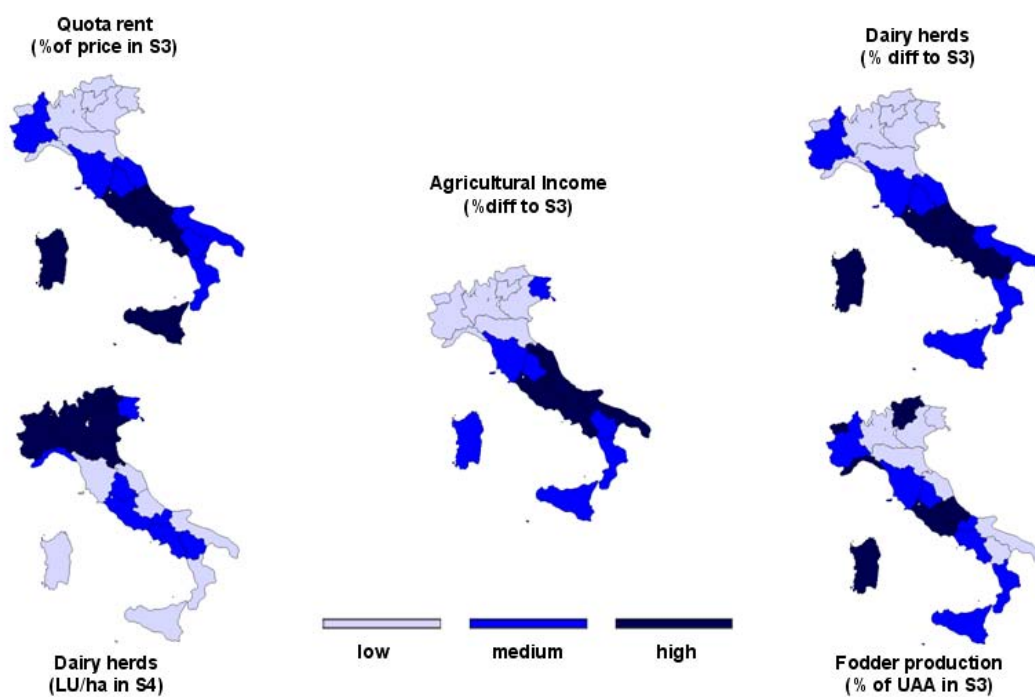 Quota rent
(%of price in S3)
Dairy herds
(% diff to S3)
Agricultural Income
(%diff to S3)
low
medium
high
Dairy herds
(LU/ha in S4)
Fodder production
(% of UAA in S3)